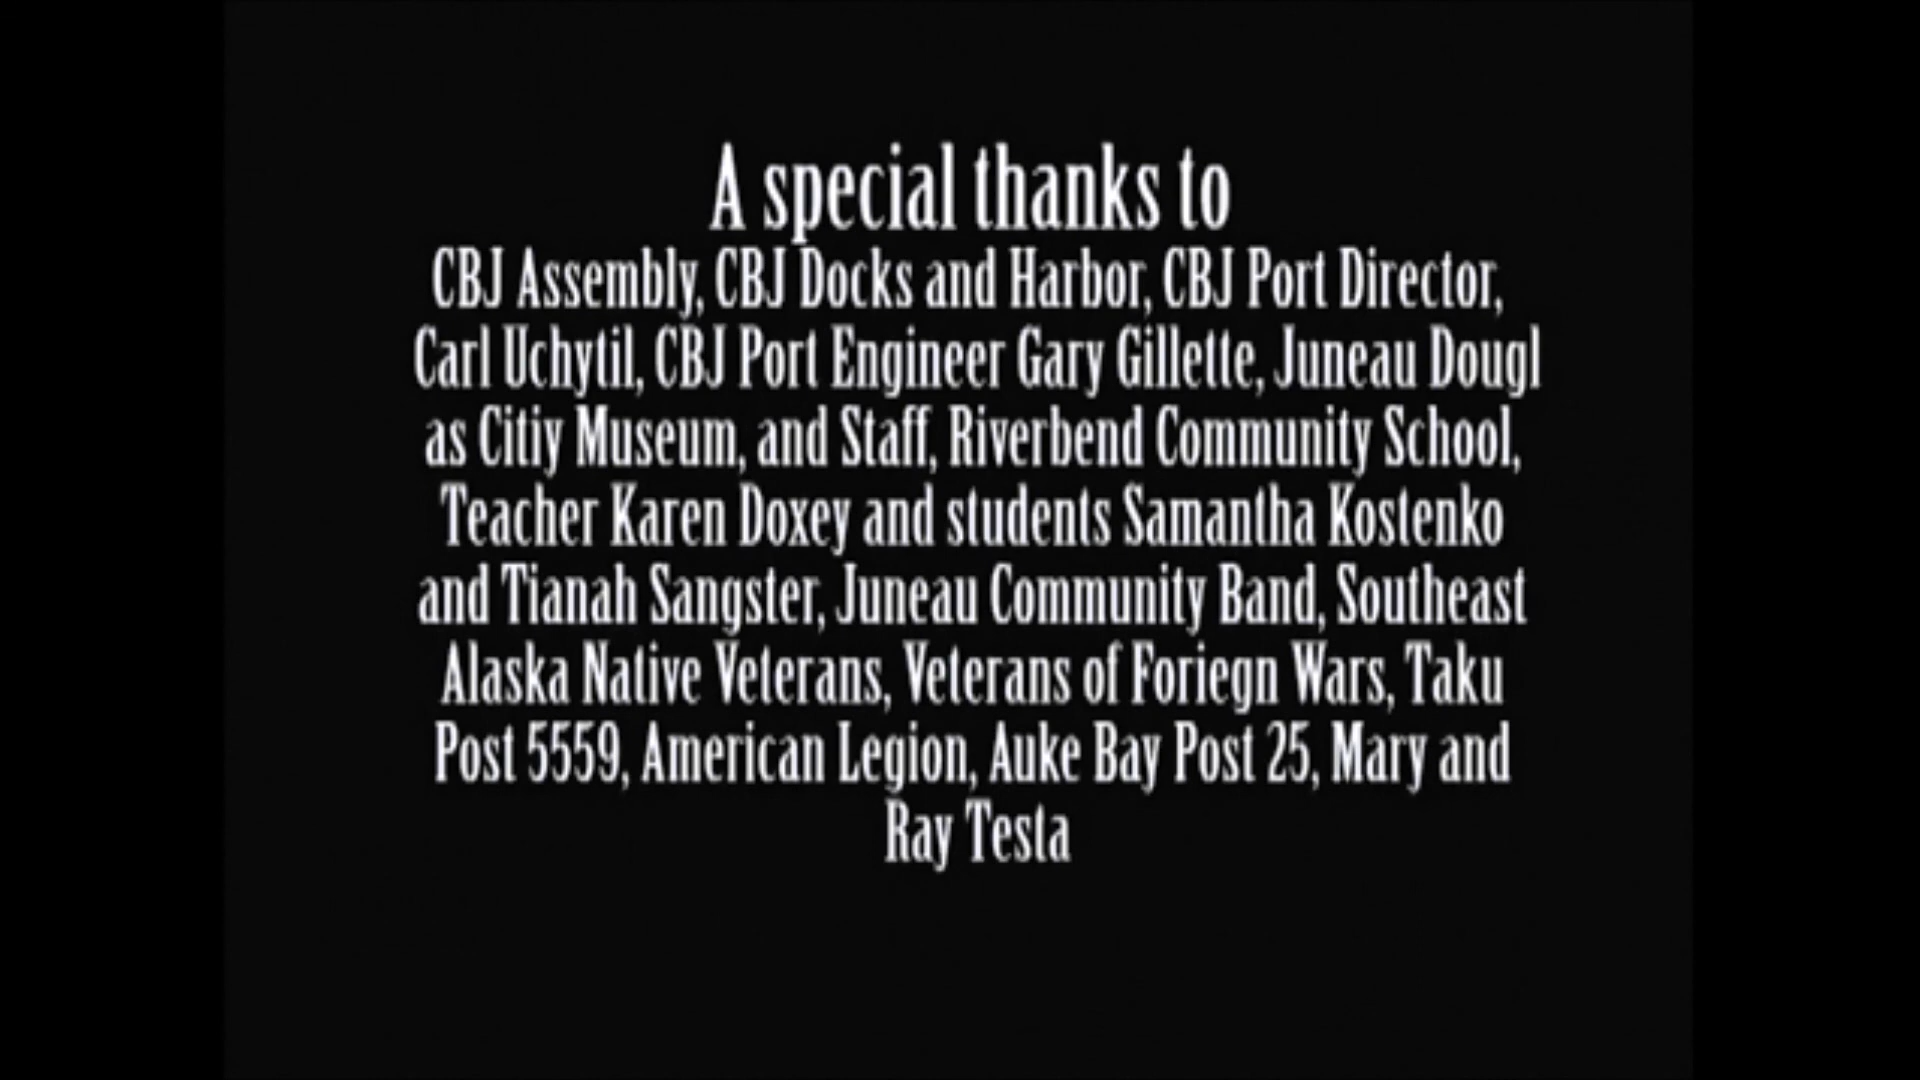 A special thanks to
CBJ Assembly, CBJ Docks and Harbor, CBJ Port Director,
Carl Uchytil, CBJ Port Engineer Gary Gillette, Juneau Dougl
as Citiy Museum, and Staff, Riverbend Community School,
Teacher Karen Doxey and students Samantha Kostenko
and Tianah Sangster, Juneau Community Band, Southeast
Alaska Native Veterans, Veterans of Foriegn Wars, Taku
Post 5559, American Legion, Auke Bay Post 25, Mary and
Ray Testa